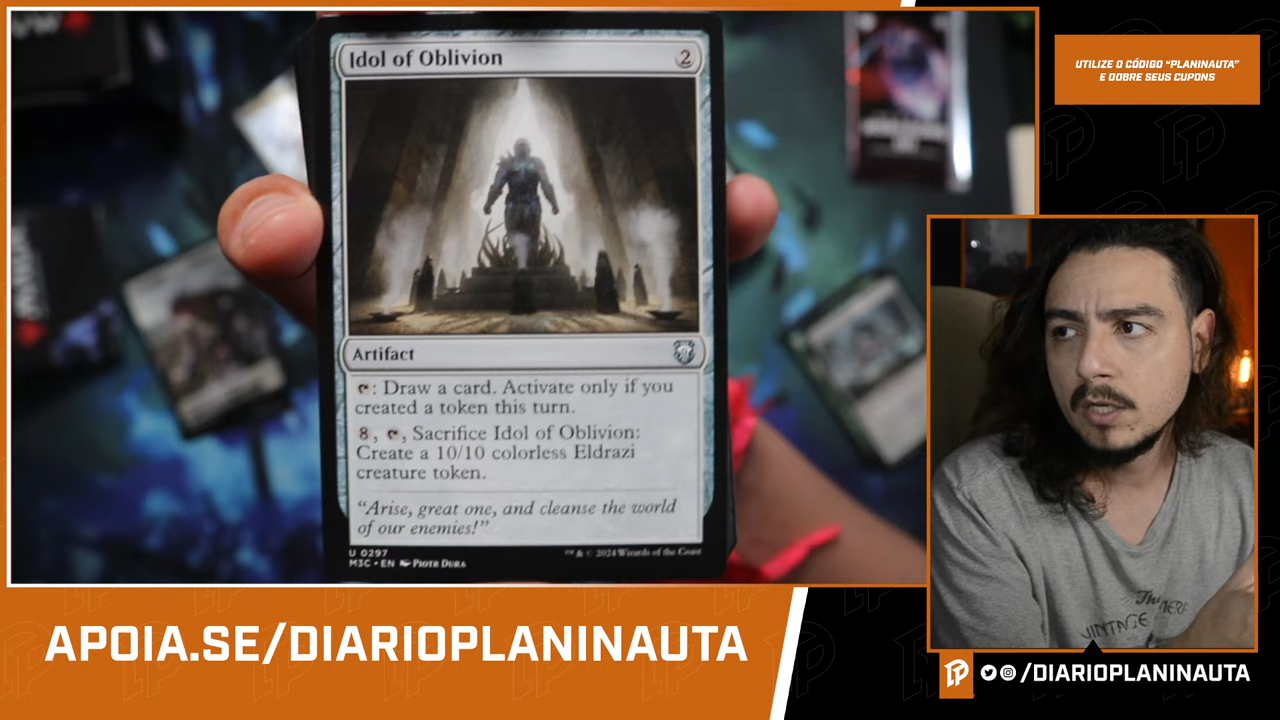 Idol of Oblivion
2
Artifact
: Draw a card. Activate only if you
created a token this turn.
8, , Sacrifice Idol of Oblivion:
Create a 10/10 colorless Eldrazi
creature token.
“Arise, great one, and cleanse the world
of our enemies!”
U 0297
M3C • EN Piotr Dura
™ & © 2024 Wizards of the Coast
UTILIZE O CÓDIGO “PLANINAUTA”
E DOBRE SEUS CUPONS
The
VINTAGE
APOIA.SE/DIARIOPLANINAUTA
/DIARIOPLANINAUTA